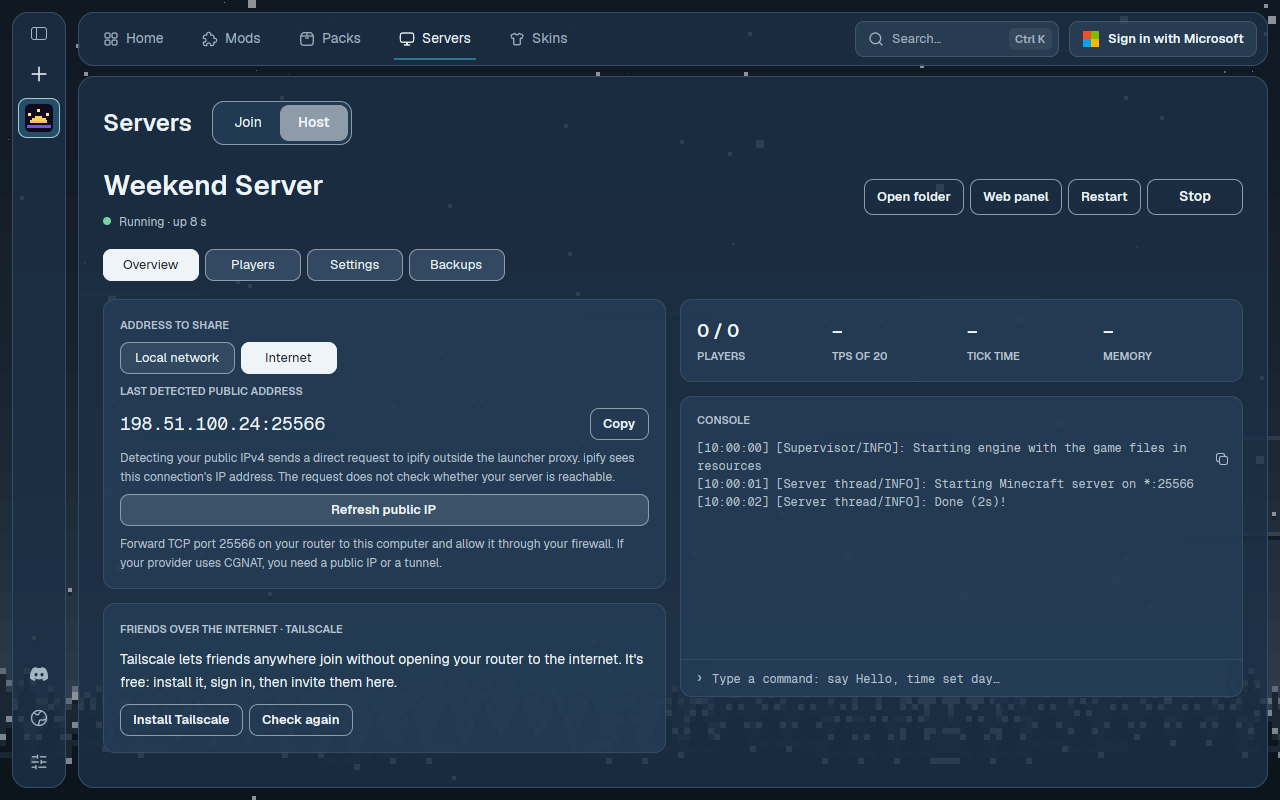 Home
Mods
Packs
Servers
Skins
Search...
Ctrl K
Sign in with Microsoft
Servers
Join
Host
Weekend Server
Running · up 8 s
Open folder
Web panel
Restart
Stop
Overview
Players
Settings
Backups
ADDRESS TO SHARE
Local network
Internet
LAST DETECTED PUBLIC ADDRESS
198.51.100.24:25566
Copy
Detecting your public IPv4 sends a direct request to ipify outside the launcher proxy. ipify sees
this connection's IP address. The request does not check whether your server is reachable.
Refresh public IP
Forward TCP port 25566 on your router to this computer and allow it through your firewall. If
your provider uses CGNAT, you need a public IP or a tunnel.
FRIENDS OVER THE INTERNET · TAILSCALE
Tailscale lets friends anywhere join without opening your router to the internet. It's
free: install it, sign in, then invite them here.
Install Tailscale
Check again
0 / 0
PLAYERS
–
TPS OF 20
–
TICK TIME
–
MEMORY
CONSOLE
[10:00:00] [Supervisor/INFO]: Starting engine with the game files in
resources
[10:00:01] [Server thread/INFO]: Starting Minecraft server on *:25566
[10:00:02] [Server thread/INFO]: Done (2s)!
› Type a command: say Hello, time set day…